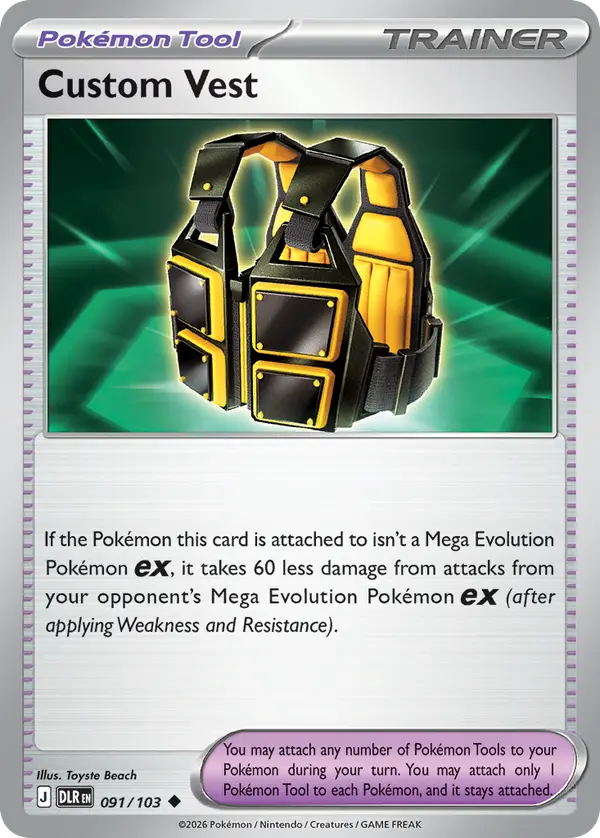 Pokémon Tool
TRAINER
Custom Vest
If the Pokémon this card is attached to isn't a Mega Evolution
Pokémon ex, it takes 60 less damage from attacks from
your opponent's Mega Evolution Pokémon ex (after
applying Weakness and Resistance).
You may attach any number of Pokémon Tools to your
Pokémon during your turn. You may attach only 1
Pokémon Tool to each Pokémon, and it stays attached.
Illus. Toyste Beach
J DLR EN 091/103
©2026 Pokémon / Nintendo / Creatures / GAME FREAK